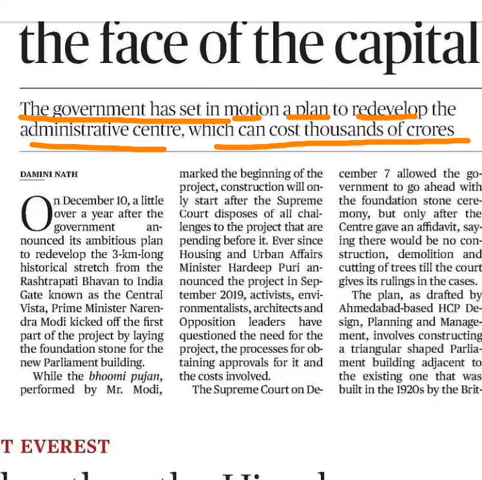 the face of the capital
The government has set in motion a plan to redevelop the
administrative centre, which can cost thousands of crores
DAMINI NATH
On December 10, a little
over a year after the
government an-
nounced its ambitious plan
to redevelop the 3-km-long
historical stretch from the
Rashtrapati Bhavan to India
Gate known as the Central
Vista, Prime Minister Naren-
dra Modi kicked off the first
part of the project by laying
the foundation stone for the
new Parliament building.
While the bhoomi pujan,
performed by Mr. Modi,
marked the beginning of the
project, construction will on-
ly start after the Supreme
Court disposes of all chal-
lenges to the project that are
pending before it. Ever since
Housing and Urban Affairs
Minister Hardeep Puri an-
nounced the project in Sep-
tember 2019, activists, envi-
ronmentalists, architects and
Opposition leaders have
questioned the need for the
project, the processes for ob-
taining approvals for it and
the costs involved.
The Supreme Court on De-
cember 7 allowed the go-
vernment to go ahead with
the foundation stone cere-
mony, but only after the
Centre gave an affidavit, say-
ing there would be no con-
struction, demolition and
cutting of trees till the court
gives its rulings in the cases.
The plan, as drafted by
Ahmedabad-based HCP De-
sign, Planning and Manage-
ment, involves constructing
a triangular shaped Parlia-
ment building adjacent to
the existing one that was
built in the 1920s by the Brit-
T EVEREST